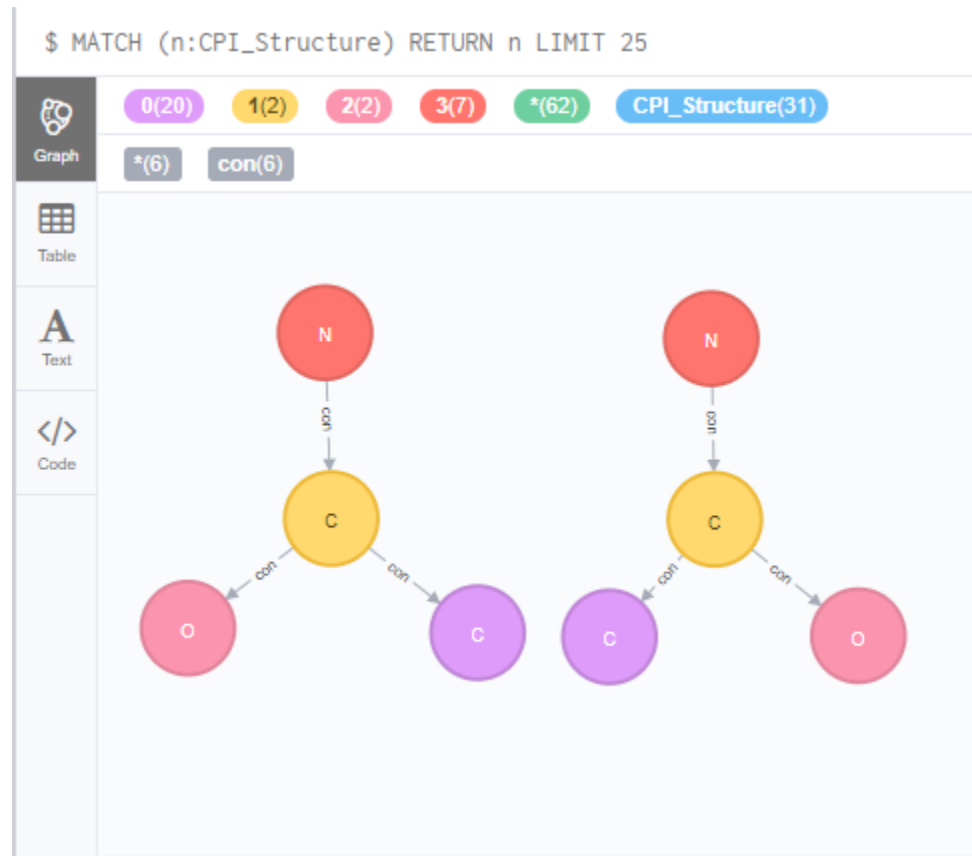 $ MATCH (n:CPI_Structure) RETURN n LIMIT 25
0(20) 1(2) 2(2) 3(7) *(62) CPI_Structure(31)
Graph
*(6) con(6)
Table
A
Text
</>
Code
N N
con con
C C
con con con con
O C C O